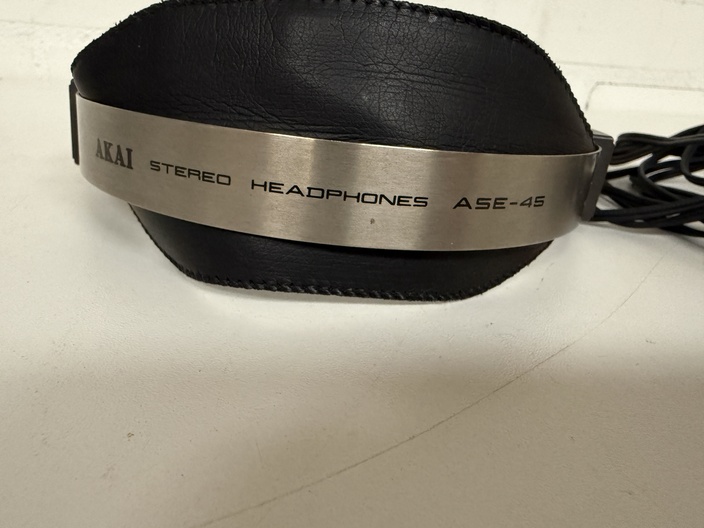 AKAI STEREO HEADPHONES ASE-45